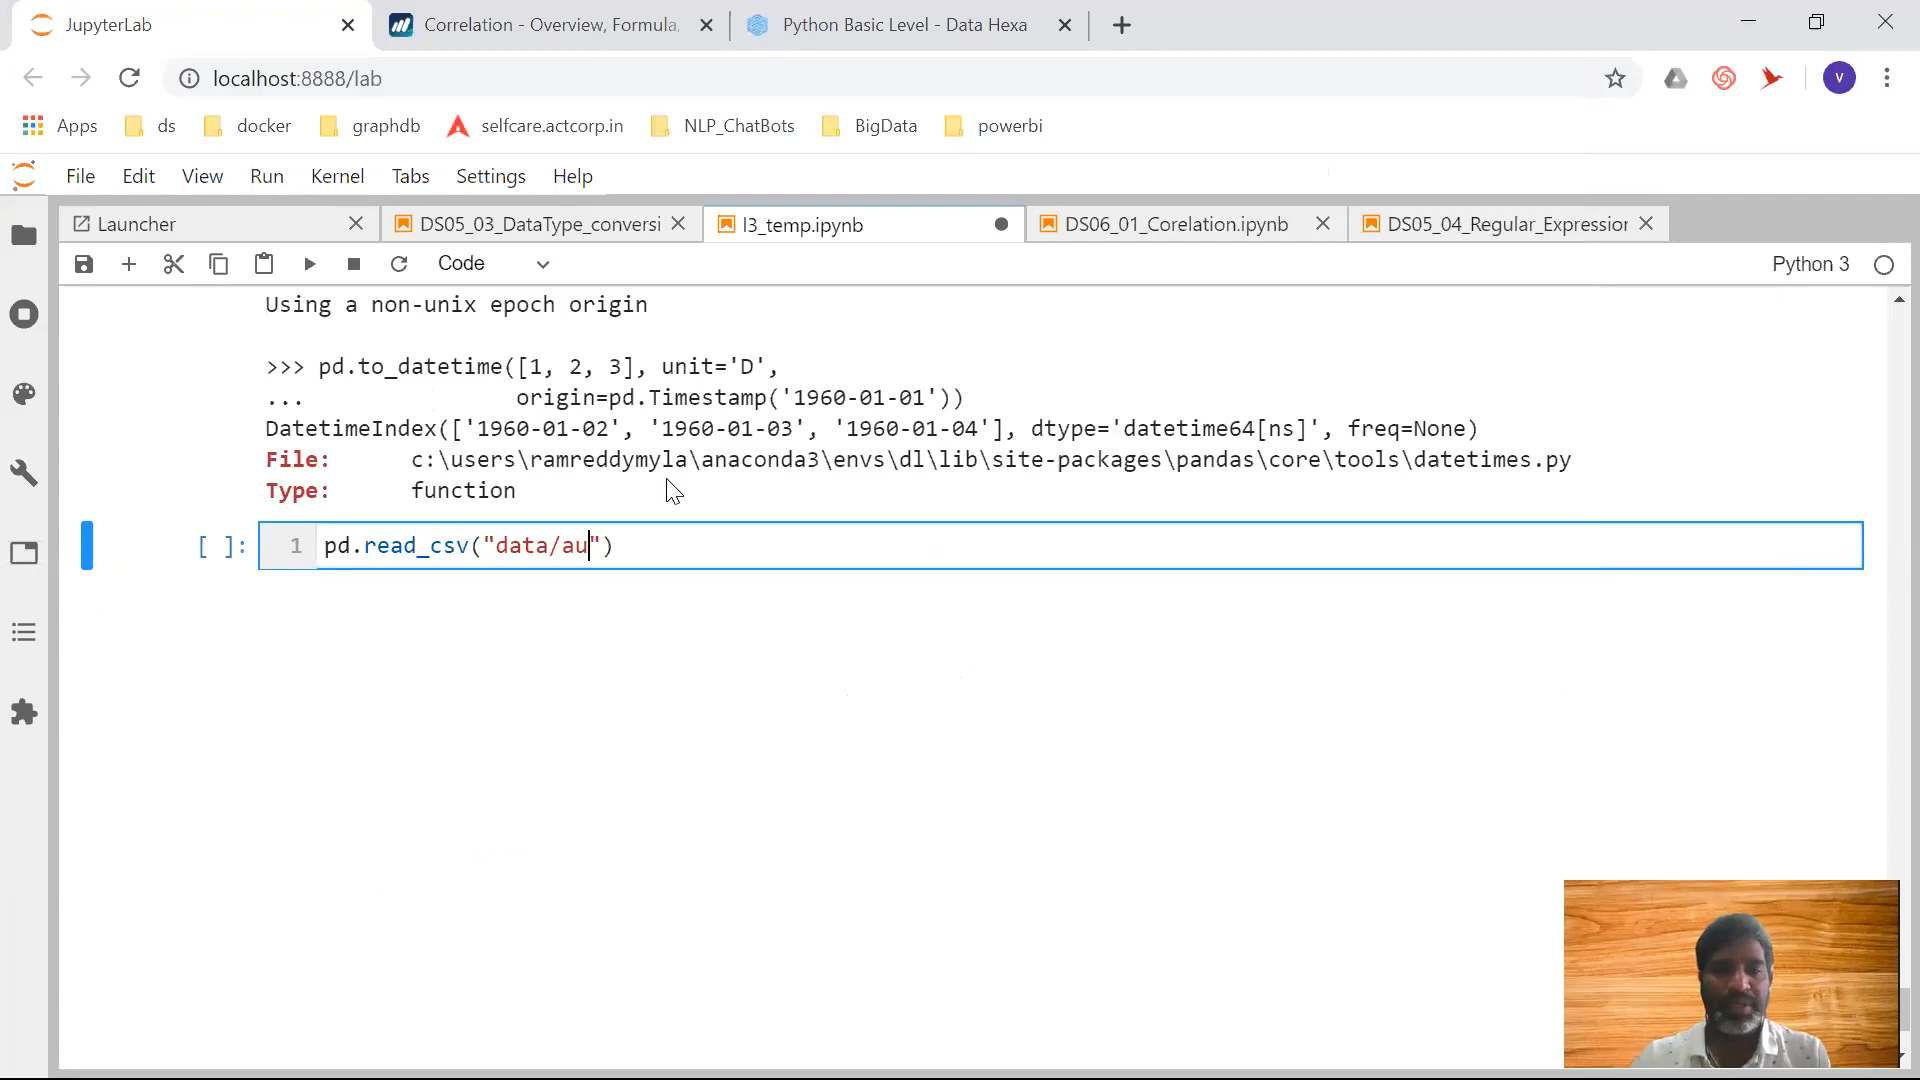 JupyterLab
Correlation - Overview, Formula,
Python Basic Level - Data Hexa
localhost:8888/lab
V
Apps
ds
docker
graphdb
selfcare.actcorp.in
NLP_ChatBots
BigData
powerbi
File Edit View Run Kernel Tabs Settings Help
Launcher
DS05_03_DataType_conversi
l3_temp.ipynb
DS06_01_Corelation.ipynb
DS05_04_Regular_Expression
Code
Python 3
Using a non-unix epoch origin
>>> pd.to_datetime([1, 2, 3], unit='D',
... origin=pd.Timestamp('1960-01-01'))
DatetimeIndex(['1960-01-02', '1960-01-03', '1960-01-04'], dtype='datetime64[ns]', freq=None)
File: c:\users\ramreddymyla\anaconda3\envs\dl\lib\site-packages\pandas\core\tools\datetimes.py
Type: function
[ ]: 1 pd.read_csv("data/au")